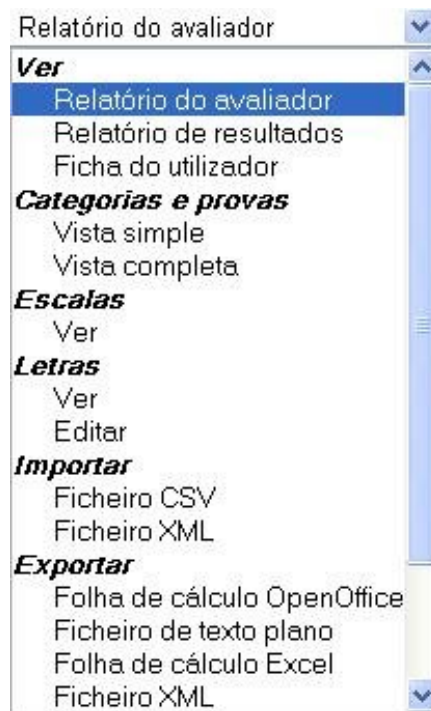 Relatório do avaliador
Ver
Relatório do avaliador
Relatório de resultados
Ficha do utilizador
Categorias e provas
Vista simple
Vista completa
Escalas
Ver
Letras
Ver
Editar
Importar
Ficheiro CSV
Ficheiro XML
Exportar
Folha de cálculo OpenOffice
Ficheiro de texto plano
Folha de cálculo Excel
Ficheiro XML